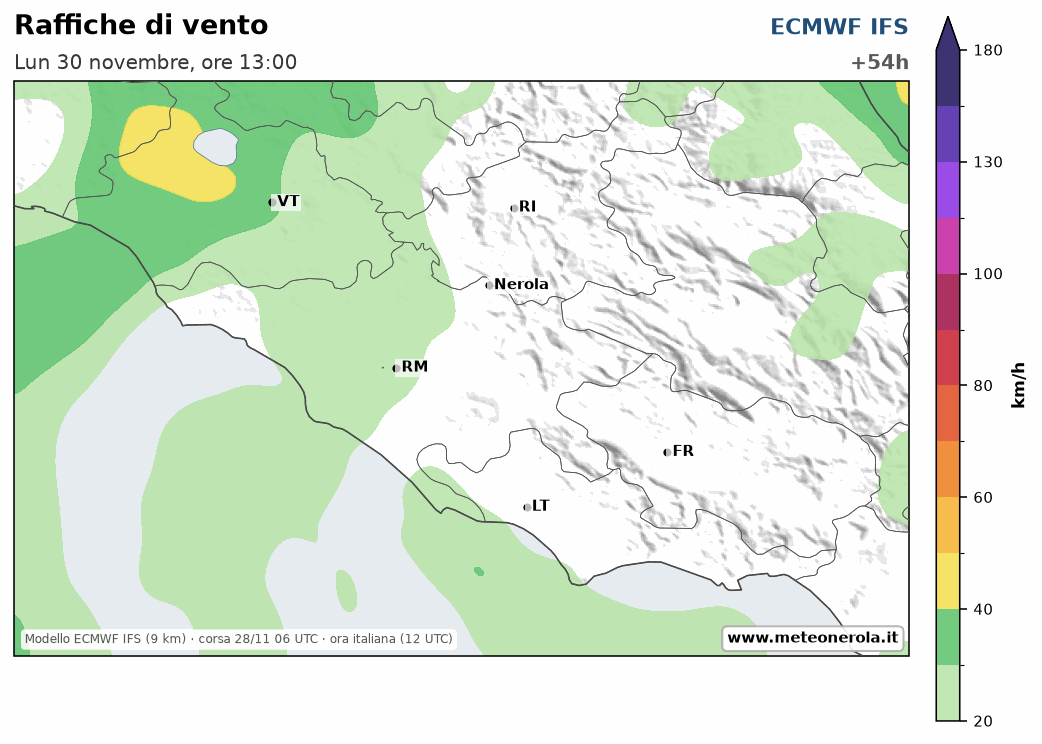 Raffiche di vento
ECMWF IFS
Lun 30 novembre, ore 13:00
+54h
180
130
100
80
60
40
20
km/h
VT
RI
Nerola
RM
FR
LT
Modello ECMWF IFS (9 km) · corsa 28/11 06 UTC · ora italiana (12 UTC)
www.meteonerola.it